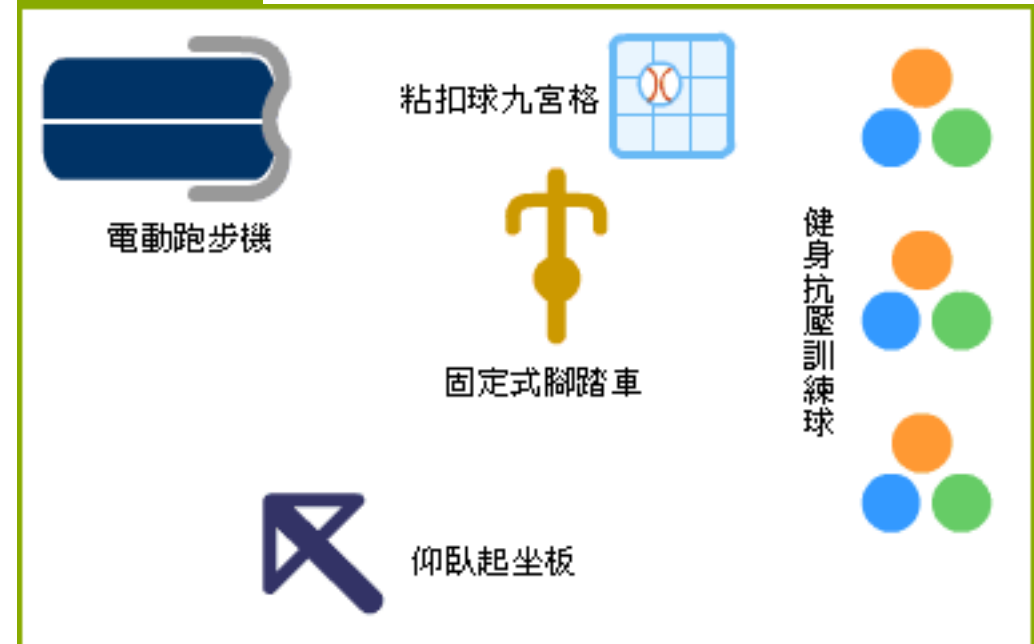 粘扣球九宮格
電動跑步機
健身抗壓訓練球
固定式腳踏車
仰臥起坐板